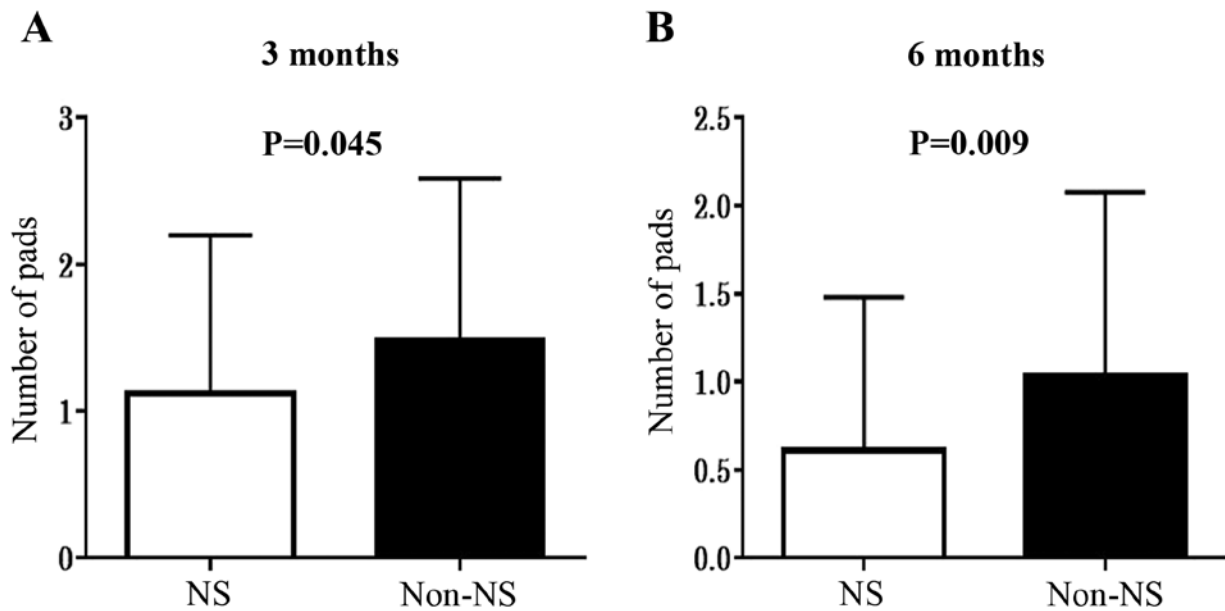 A
3 months
P=0.045
Number of pads
3
2
1
0
NS
Non-NS
B
6 months
P=0.009
Number of pads
2.5
2.0
1.5
1.0
0.5
0.0
NS
Non-NS